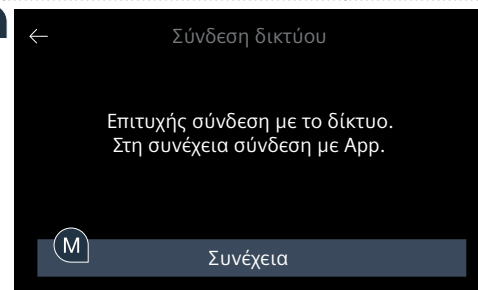 Σύνδεση δικτύου
Επιτυχής σύνδεση με το δίκτυο.
Στη συνέχεια σύνδεση με App.
M
Συνέχεια